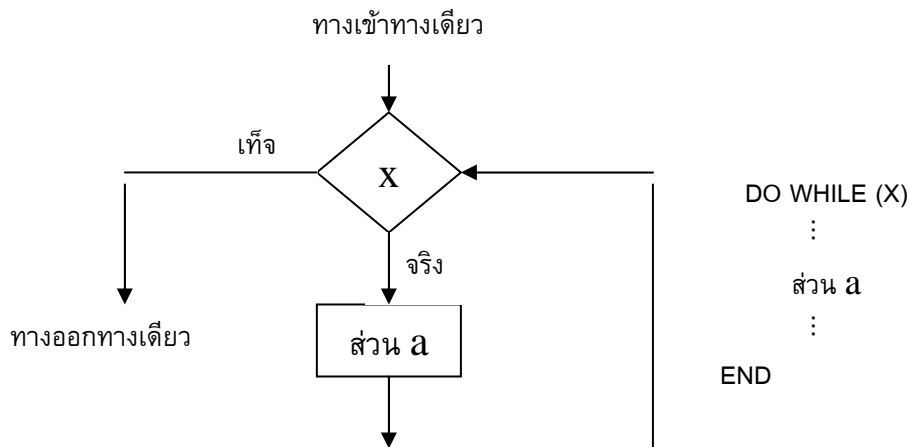 ทางเข้าทางเดียว
เท็จ
X
DO WHILE (X)
⋮
จริง
ส่วน a
ทางออกทางเดียว
ส่วน a
⋮
END